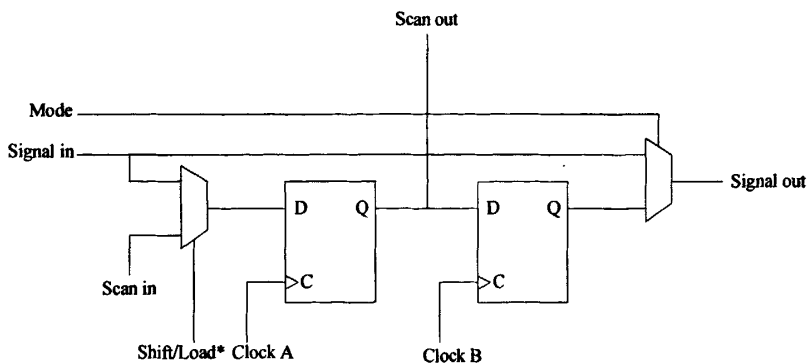 Scan out
Mode
Signal in
Signal out
D Q D Q
C C
Scan in
Shift/Load* Clock A Clock B